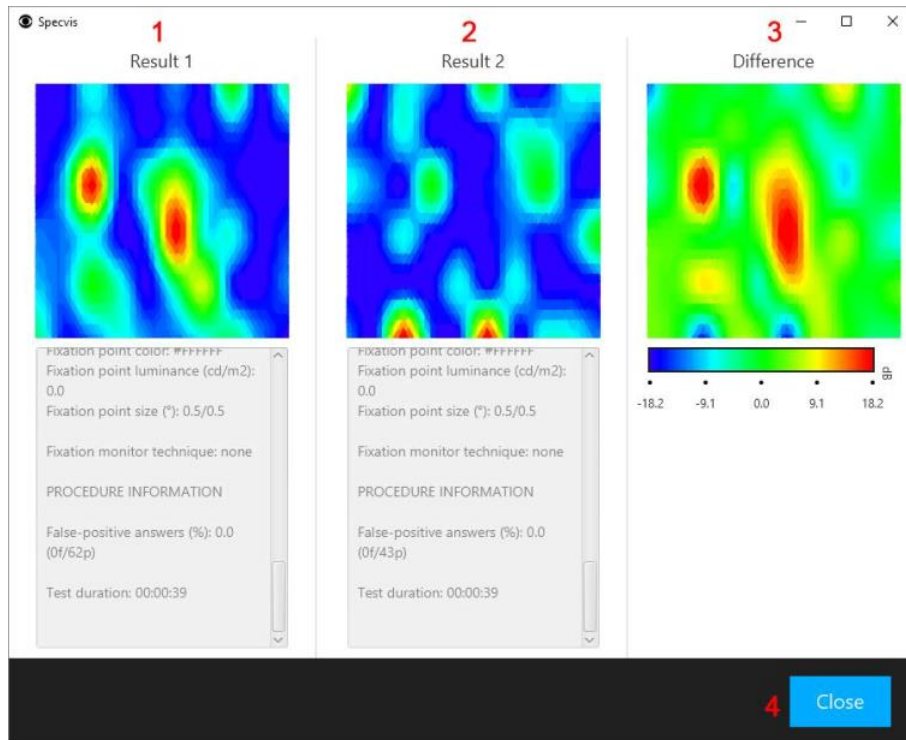 Specvis
1
2
3
Result 1
Result 2
Difference
Fixation point color: #FFFFFF
Fixation point luminance (cd/m2):
0.0
Fixation point size (°): 0.5/0.5
Fixation monitor technique: none
PROCEDURE INFORMATION
False-positive answers (%): 0.0
(0f/62p)
Test duration: 00:00:39
Fixation point color: #FFFFFF
Fixation point luminance (cd/m2):
0.0
Fixation point size (°): 0.5/0.5
Fixation monitor technique: none
PROCEDURE INFORMATION
False-positive answers (%): 0.0
(0f/43p)
Test duration: 00:00:39
dB
-18.2 -9.1 0.0 9.1 18.2
4
Close